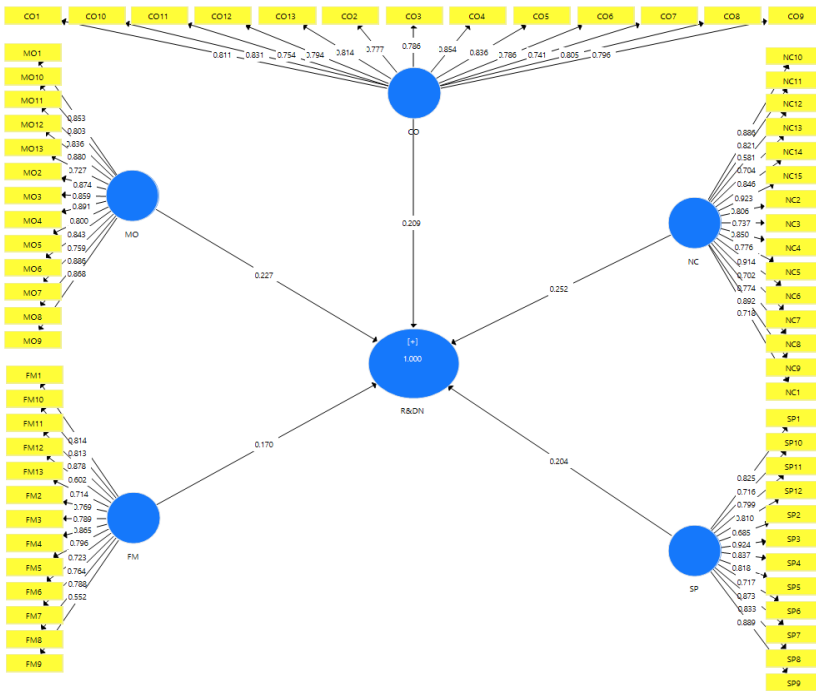 CO1 CO10 CO11 CO12 CO13 CO2 CO3 CO4 CO5 CO6 CO7 CO8 CO9
0.811 0.831 0.754 0.794 0.814 0.777 0.786 0.854 0.836 0.786 0.741 0.805 0.796
CO
MO1
MO10
MO11
MO12
MO13
MO2
MO3
MO4
MO5
MO6
MO7
MO8
MO9
0.853
0.803
0.836
0.880
0.727
0.874
0.859
0.891
0.800
0.843
0.759
0.886
0.868
MO
NC10
NC11
NC12
NC13
NC14
NC15
NC2
NC3
NC4
NC5
NC6
NC7
NC8
NC9
NC1
0.886
0.821
0.581
0.704
0.846
0.923
0.806
0.737
0.850
0.776
0.914
0.702
0.774
0.892
0.718
NC
0.209
0.227
0.252
[+]
1.000
R&DN
0.170
0.204
FM1
FM10
FM11
FM12
FM13
FM2
FM3
FM4
FM5
FM6
FM7
FM8
FM9
0.814
0.813
0.878
0.602
0.714
0.769
0.789
0.865
0.796
0.723
0.764
0.788
0.552
FM
SP1
SP10
SP11
SP12
SP2
SP3
SP4
SP5
SP6
SP7
SP8
SP9
0.825
0.716
0.799
0.810
0.685
0.924
0.837
0.818
0.717
0.873
0.833
0.889
SP